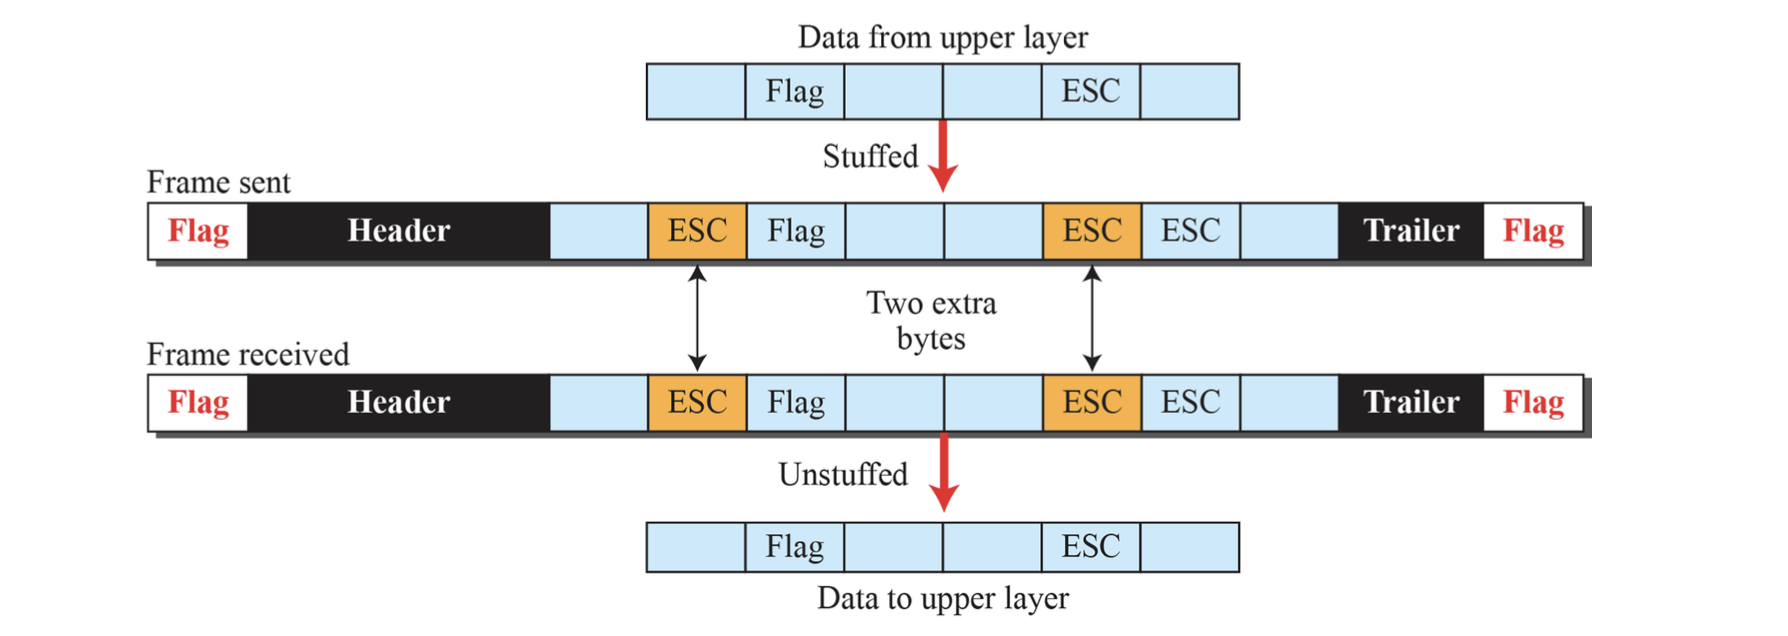 Data from upper layer
Flag ESC
Stuffed
Frame sent
Flag Header ESC Flag ESC ESC Trailer Flag
Two extra
bytes
Frame received
Flag Header ESC Flag ESC ESC Trailer Flag
Unstuffed
Flag ESC
Data to upper layer